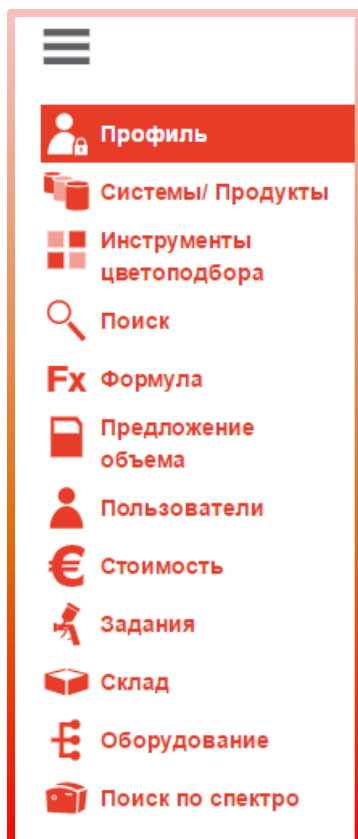 Профиль
Системы/ Продукты
Инструменты
цветоподбора
Поиск
Fx Формула
Предложение
объема
Пользователи
€ Стоимость
Задания
Склад
Оборудование
Поиск по спектро